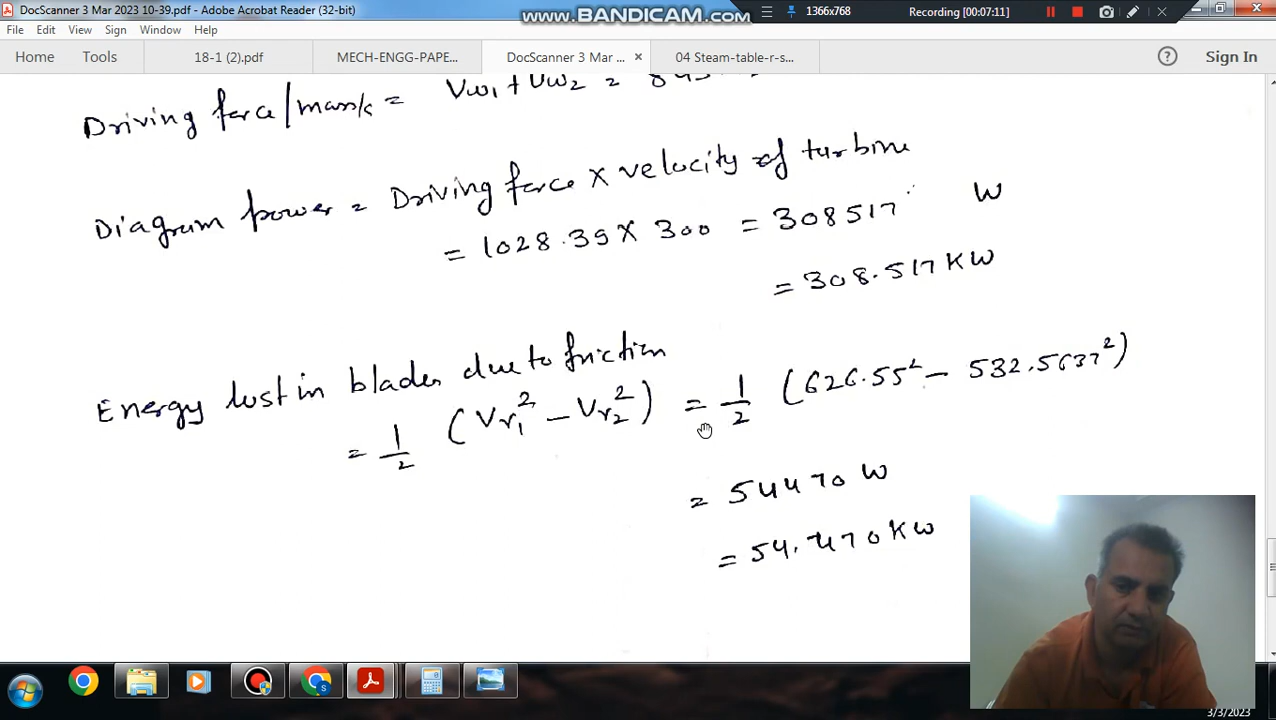 DocScanner 3 Mar 2023 10-39.pdf - Adobe Acrobat Reader (32-bit)
www.BANDICAM.com
1366x768
Recording [00:07:11]
File Edit View Sign Window Help
Home Tools 18-1 (2).pdf MECH-ENGG-PAPE... DocScanner 3 Mar ... × 04 Steam-table-r-s... Sign In
Driving force/mass/s = Vw1 + Vw2 =
Diagram power = Driving force X velocity of turbine
= 1028.39 X 300 = 308517 W
= 308.517 KW
Energy lost in blades due to friction
= 1/2 (Vr1² - Vr2²) = 1/2 (626.55² - 532.5637²)
= 54470 W
= 54.470 KW
3/3/2023